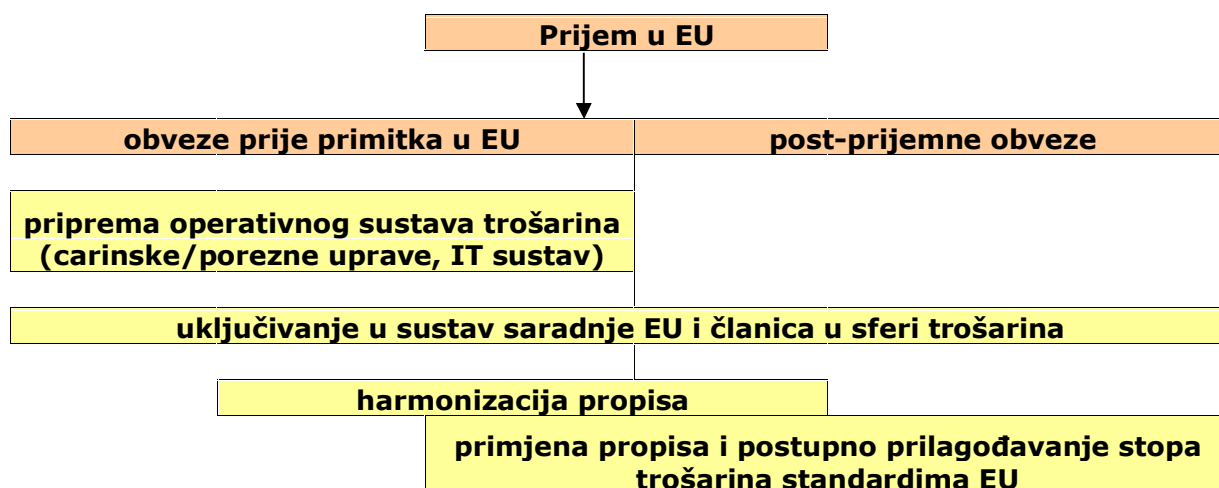 Prijem u EU
obveze prije primitka u EU
post-prijemne obveze
priprema operativnog sustava trošarina
(carinske/porezne uprave, IT sustav)
uključivanje u sustav saradnje EU i članica u sferi trošarina
harmonizacija propisa
primjena propisa i postupno prilagođavanje stopa
trošarina standardima EU